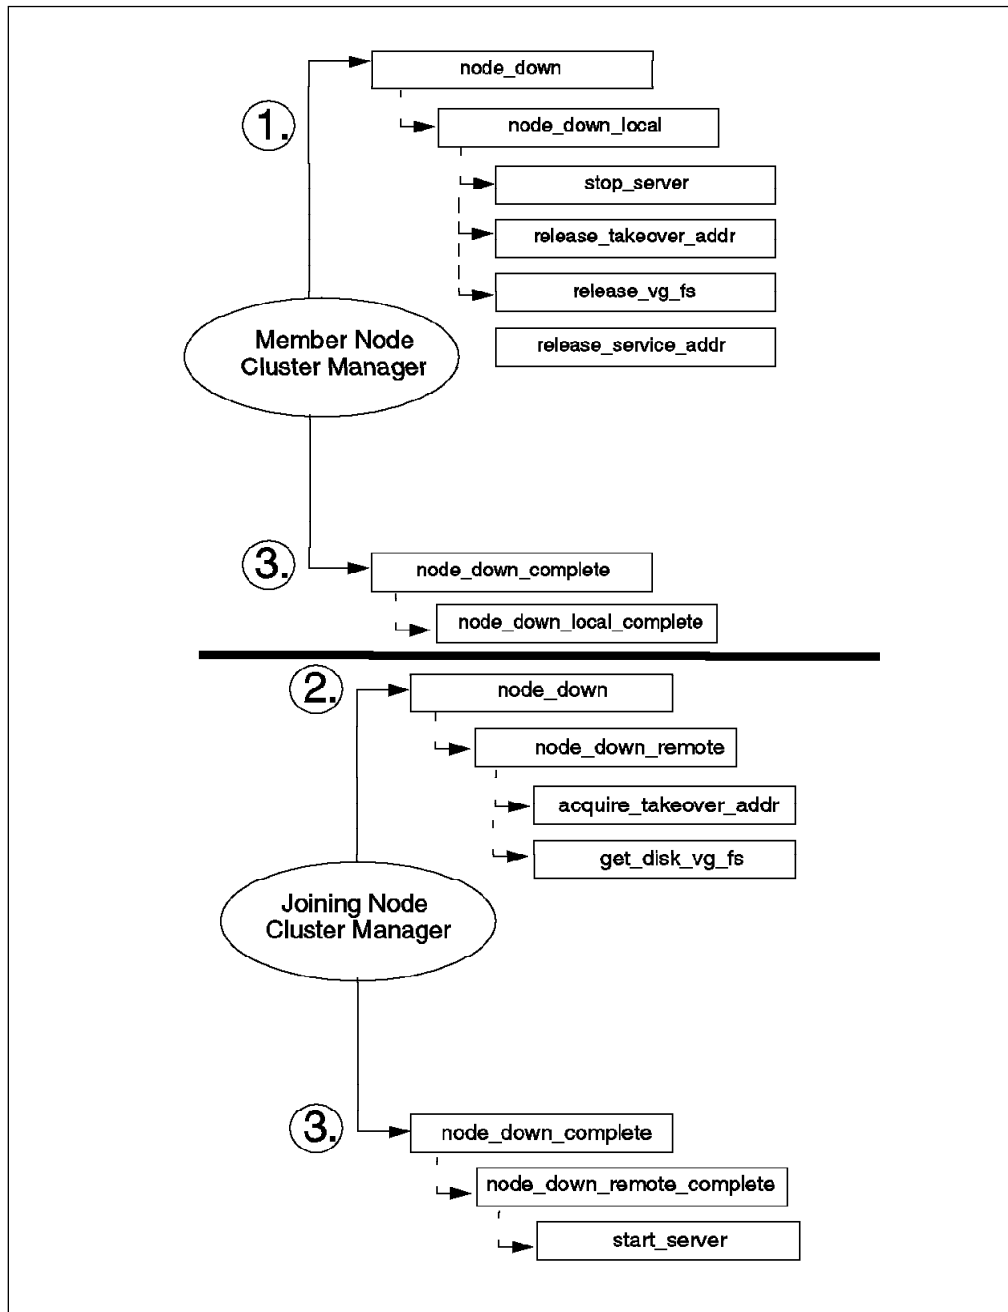 node_down
1.
node_down_local
stop_server
release_takeover_addr
release_vg_fs
Member Node
Cluster Manager
release_service_addr
3.
node_down_complete
node_down_local_complete
2.
node_down
node_down_remote
acquire_takeover_addr
get_disk_vg_fs
Joining Node
Cluster Manager
3.
node_down_complete
node_down_remote_complete
start_server